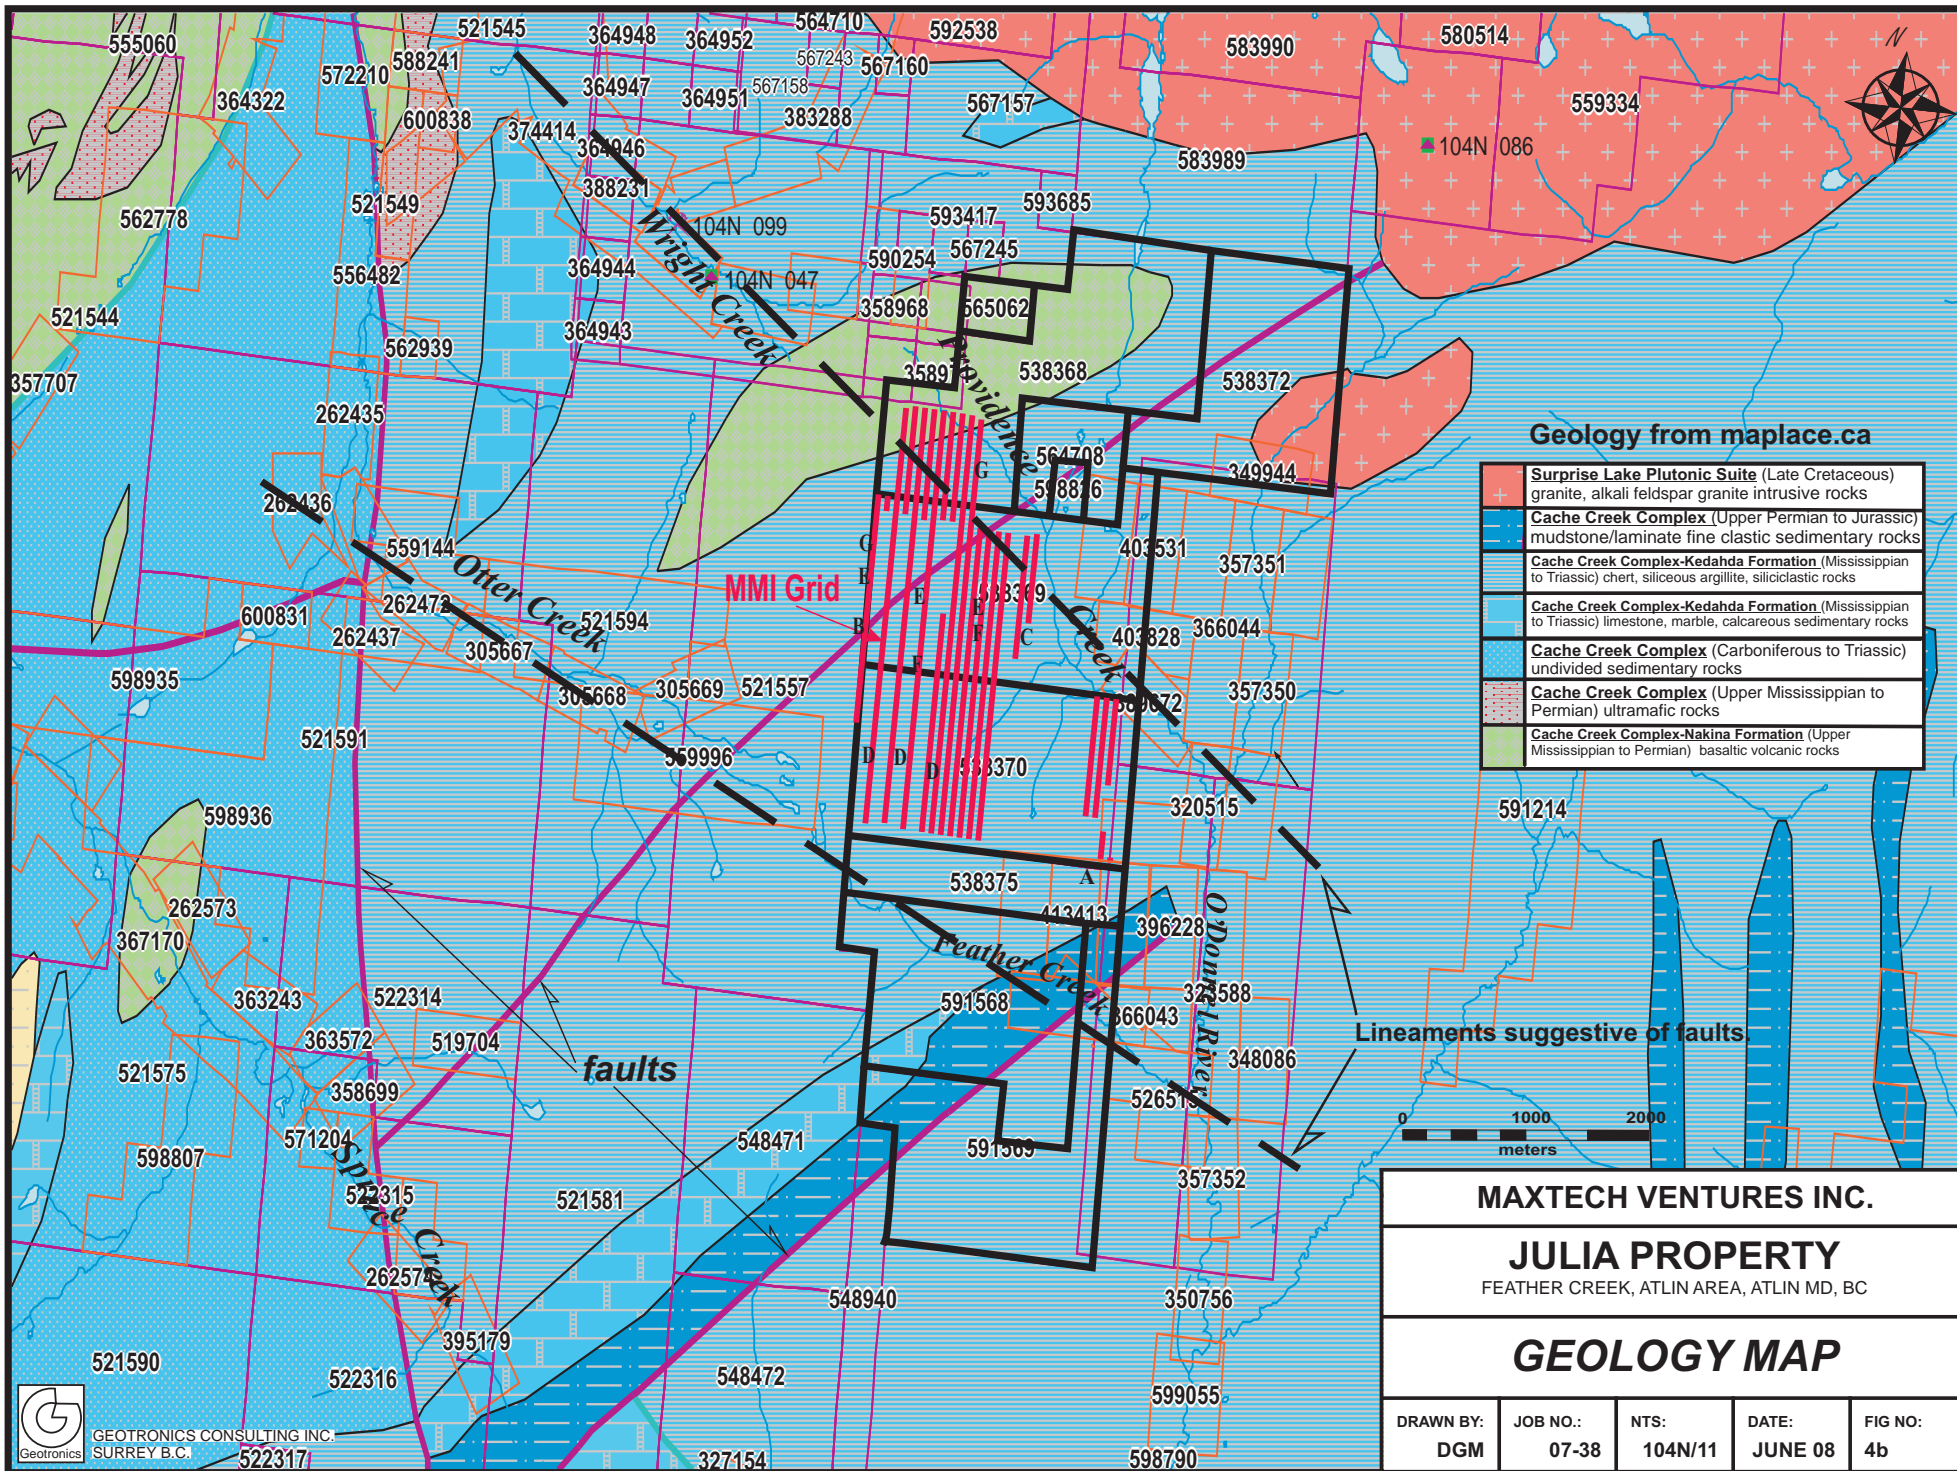 555060
572210
588241
521545
364948
364952
564710
567243
567160
592538
583990
580514
364322
600838
364947
364951
567158
383288
567157
559334
374414
364946
583989
104N 086
562778
521549
388231
Wright Creek
104N 099
593417
593685
556482
364944
104N 047
590254
567245
521544
562939
364943
358968
565062
Providence
357707
538368
538372
262435
Geology from maplace.ca
564708
349944
598826
262436
Surprise Lake Plutonic Suite (Late Cretaceous)
granite, alkali feldspar granite intrusive rocks
Cache Creek Complex (Upper Permian to Jurassic)
mudstone/laminate fine clastic sedimentary rocks
Cache Creek Complex-Kedahda Formation (Mississippian
to Triassic) chert, siliceous argillite, siliciclastic rocks
Cache Creek Complex-Kedahda Formation (Mississippian
to Triassic) limestone, marble, calcareous sedimentary rocks
Cache Creek Complex (Carboniferous to Triassic)
undivided sedimentary rocks
Cache Creek Complex (Upper Mississippian to
Permian) ultramafic rocks
Cache Creek Complex-Nakina Formation (Upper
Mississippian to Permian) basaltic volcanic rocks
G
G
559144
Otter Creek
403531
357351
MMI Grid
E
E
E
538369
Creek
600831
262472
262437
521594
B
F
C
403828
366044
305667
F
598935
305668
305669
521557
357350
521591
559996
D
D
D
538370
320515
591214
598936
538375
A
262573
367170
413413
396228
O'Donnel River
Feather Creek
363243
522314
591568
366043
348086
363572
519704
Lineaments suggestive of faults.
521575
faults
358699
0 1000 2000
meters
571204
548471
591569
598807
Spruce Creek
522315
521581
357352
262574
548940
350756
395179
521590
522316
548472
599055
522317
327154
598790
N
MAXTECH VENTURES INC.
JULIA PROPERTY
FEATHER CREEK, ATLIN AREA, ATLIN MD, BC
GEOLOGY MAP
DRAWN BY: DGM
JOB NO.: 07-38
NTS: 104N/11
DATE: JUNE 08
FIG NO: 4b
Geotronics
GEOTRONICS CONSULTING INC.
SURREY B.C.